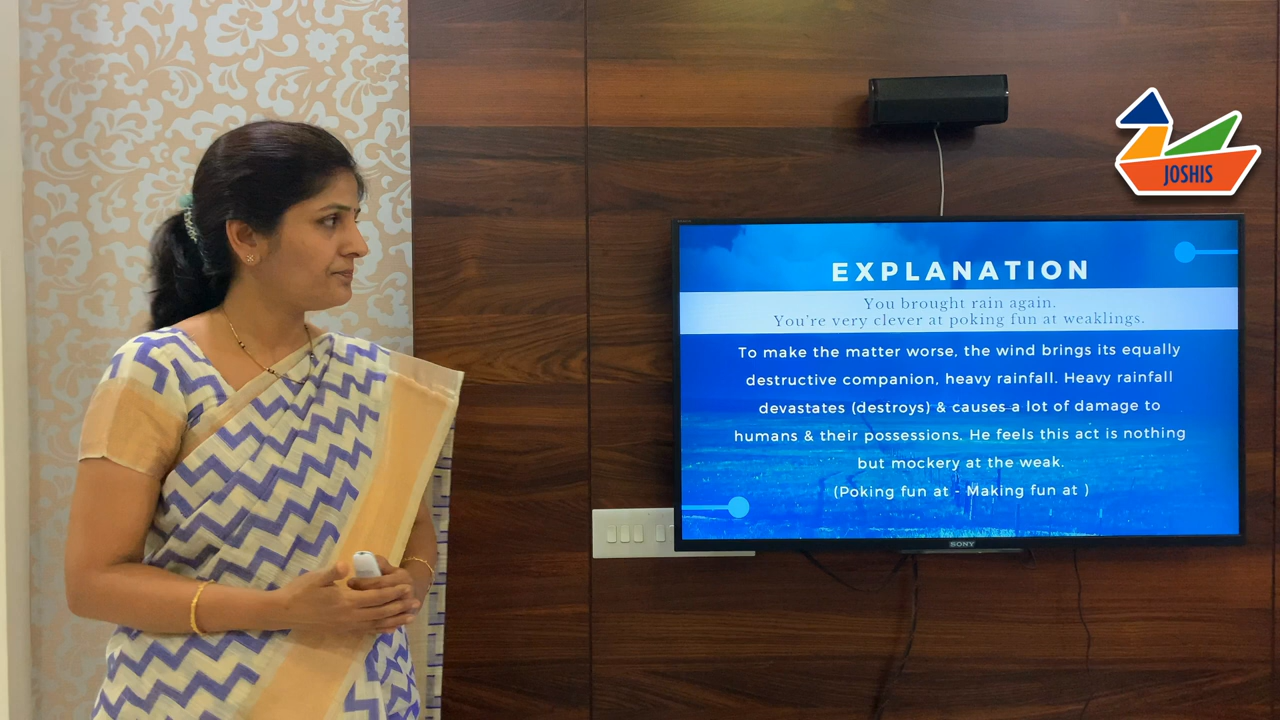 JOSHIS
EXPLANATION
You brought rain again.
You're very clever at poking fun at weaklings.
To make the matter worse, the wind brings its equally
destructive companion, heavy rainfall. Heavy rainfall
devastates (destroys) & causes a lot of damage to
humans & their possessions. He feels this act is nothing
but mockery at the weak.
(Poking fun at - Making fun at )
SONY